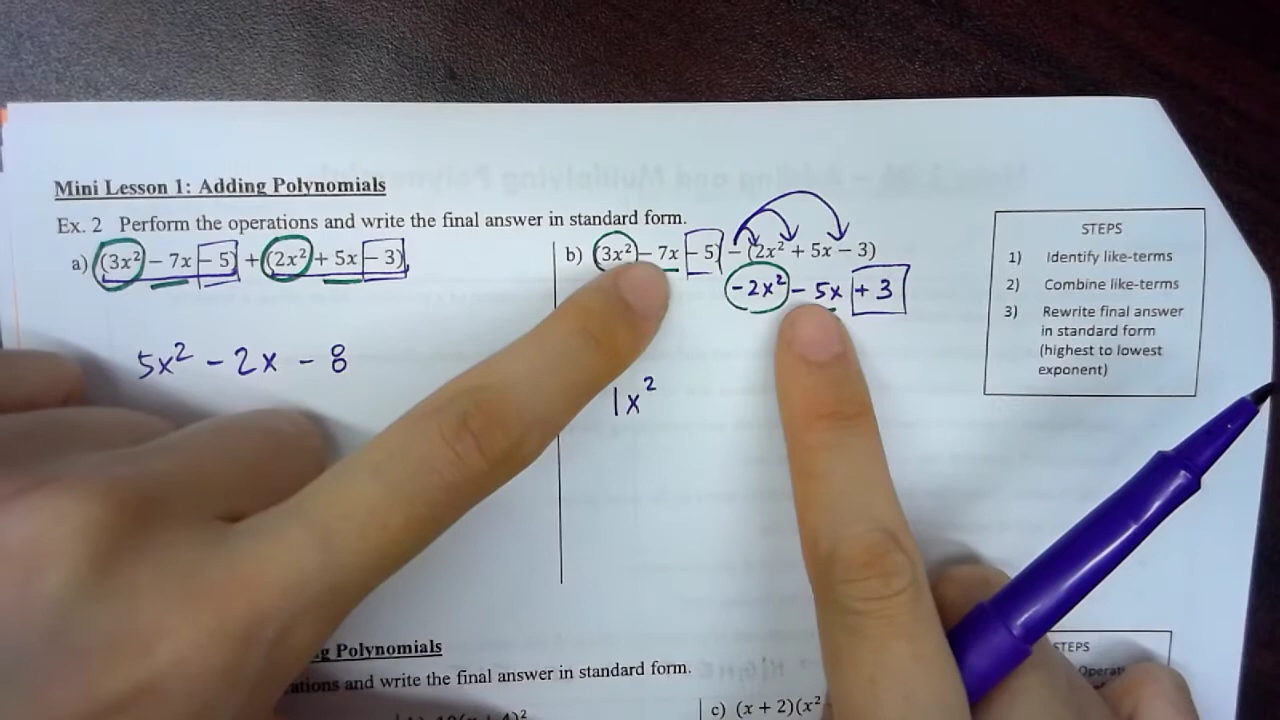 Mini Lesson 1: Adding Polynomials
Ex. 2 Perform the operations and write the final answer in standard form.
a) (3x² − 7x − 5) + (2x² + 5x − 3)
5x² − 2x − 8
b) (3x² − 7x − 5) − (2x² + 5x − 3)
-2x² − 5x + 3
1x²
STEPS
1) Identify like-terms
2) Combine like-terms
3) Rewrite final answer
in standard form
(highest to lowest
exponent)
Polynomials
and write the final answer in standard form.
c) (x + 2)(x²
STEPS